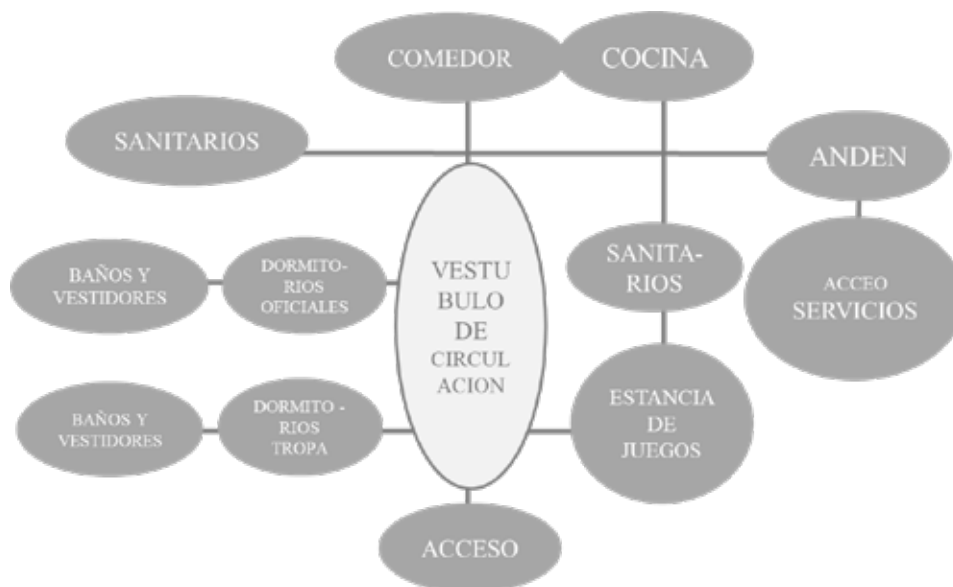 COMEDOR
COCINA
SANITARIOS
ANDEN
VESTU
BULO
DE
CIRCUL
ACION
SANITA-
RIOS
ACCEO
SERVICIOS
BAÑOS Y
VESTIDORES
DORMITO-
RIOS
OFICIALES
BAÑOS Y
VESTIDORES
DORMITO -
RIOS
TROPA
ESTANCIA
DE
JUEGOS
ACCESO